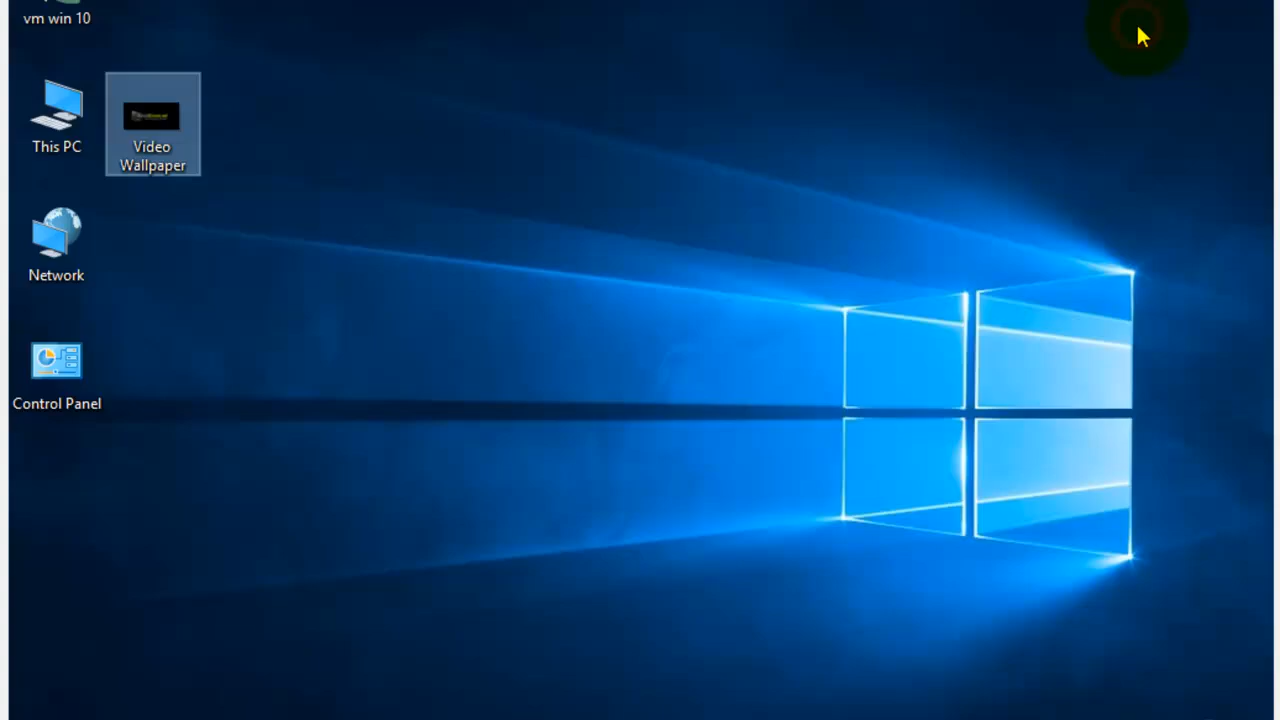 vm win 10
This PC
Video
Wallpaper
Network
Control Panel